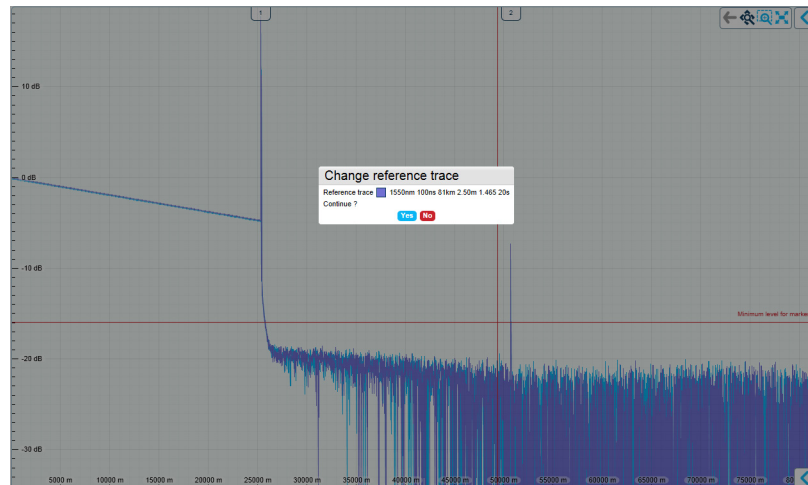 1
2
10 dB
0 dB
Change reference trace
Reference trace 1550nm 100ns 81km 2.50m 1.465 20s
Continue ?
Yes No
-10 dB
Minimum level for marke
-20 dB
-30 dB
5000 m 10000 m 15000 m 20000 m 25000 m 30000 m 35000 m 40000 m 45000 m 50000 m 55000 m 60000 m 65000 m 70000 m 75000 m